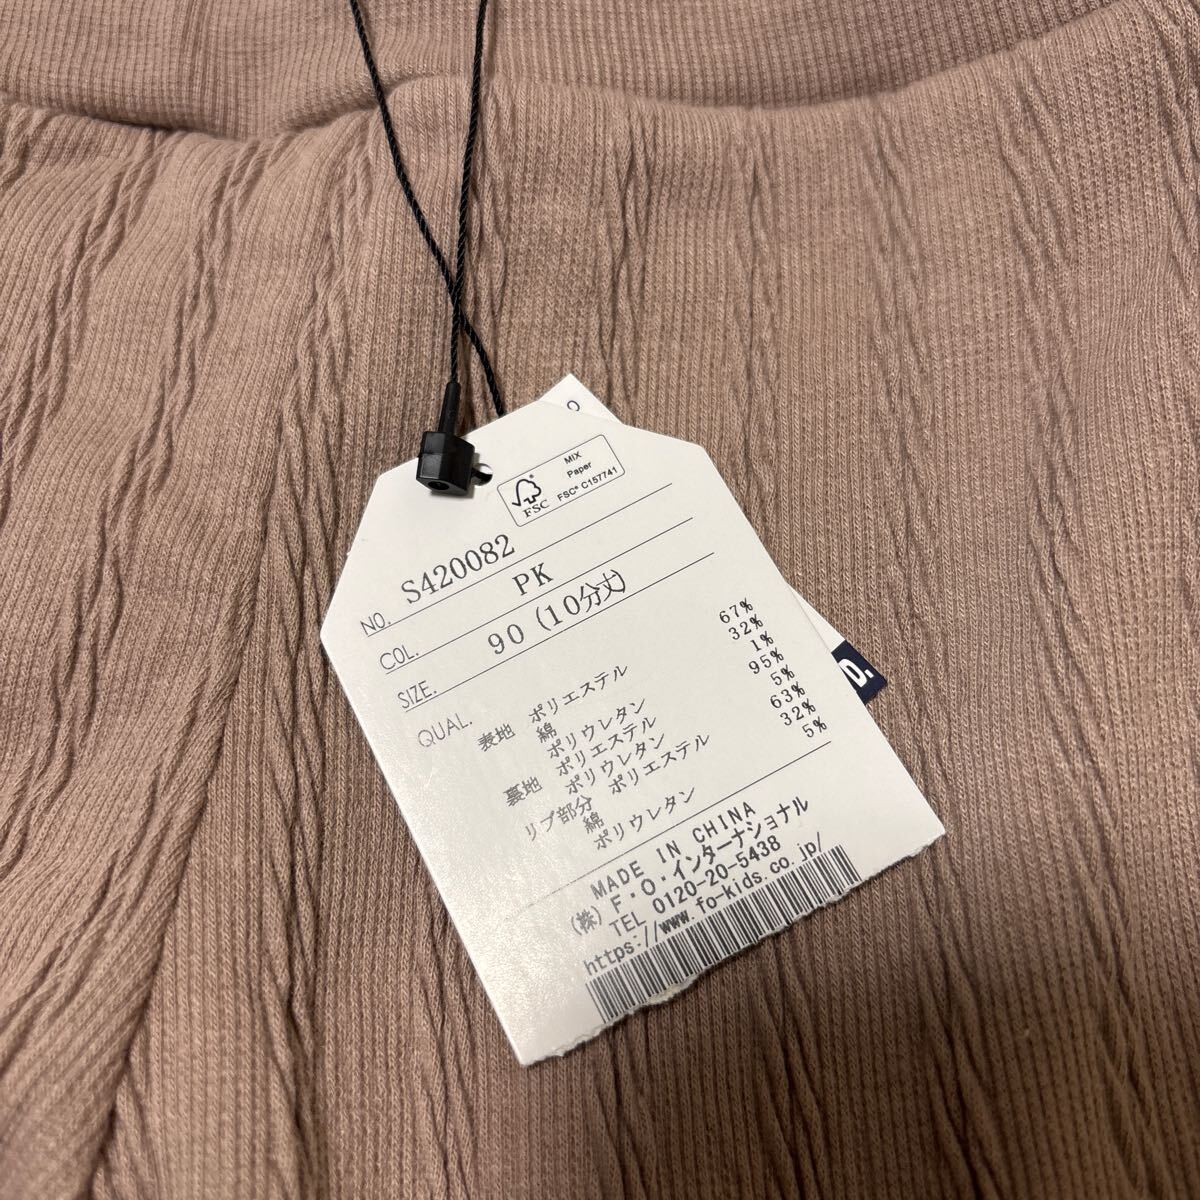 MIX
Paper
FSC® C157741
FSC
NO. S420082
COL. PK
SIZE. 90(10分丈)
QUAL.
表地 ポリエステル 67%
綿 32%
ポリウレタン 1%
裏地 ポリエステル 95%
ポリウレタン 5%
リブ部分 ポリエステル 63%
綿 32%
ポリウレタン 5%
MADE IN CHINA
(株)F・O・インターナショナル
TEL 0120-20-5438
https://www.fo-kids.co.jp/
D.